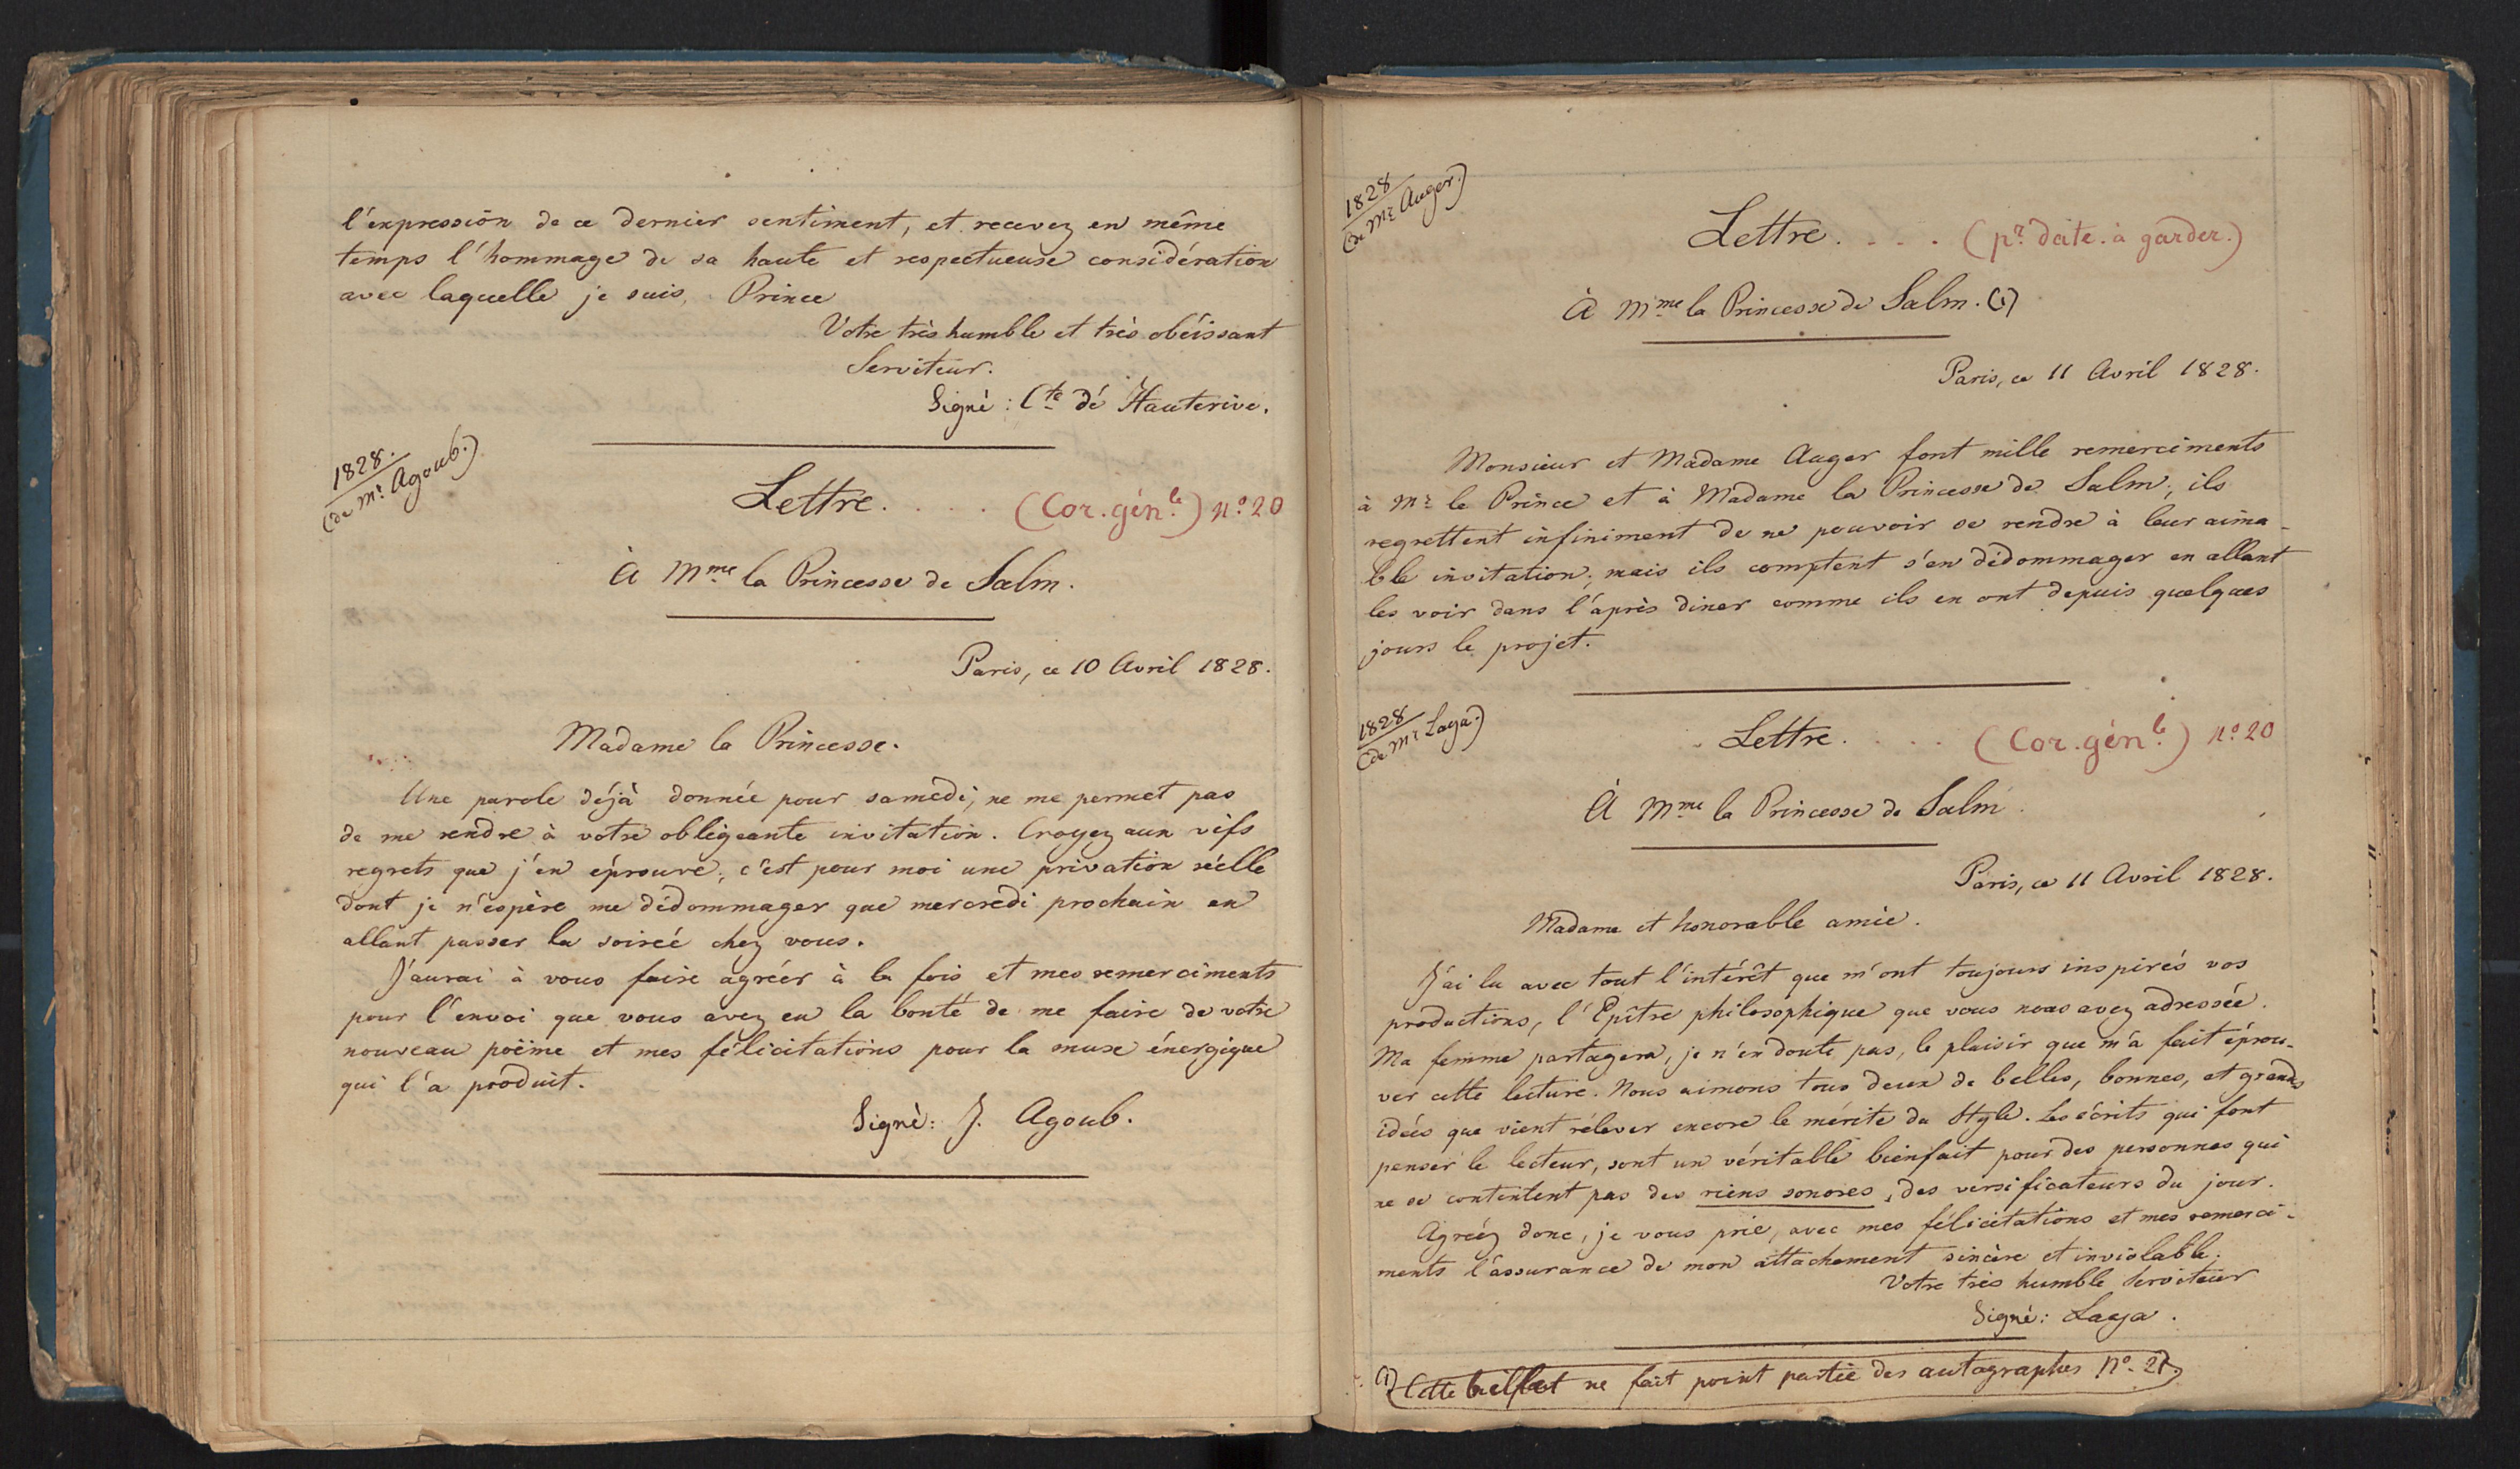 l'expression de ce dernier sentiment, et recevez en même
temps l'hommage de sa haute et respectueuse considération
avec laquelle je suis, Prince
Votre très humble et très obéissant
Serviteur.
Signé : Cte dé Hauterive.
1828.
(de Mr. Agoub.)
Lettre. . . . . (Cor. génle.) No. 20
À Mme la Princesse de Salm.
Paris, ce 10 Avril 1828.
Madame la Princesse.
Une parole déjà donnée pour samedi, ne me permet pas
de me rendre à votre obligeante invitation. Croyez aux vifs
regrets que j'en éprouve, c'est pour moi une privation réelle
dont je n'espère me dédommager que mercredi prochain en
allant passer la soireé chez vous.
J'aurai à vous faire agréér à la fois et mes remerciments
pour l'envoi que vous avez eu la bonté de me faire de votre
nouveau poëme et mes félicitations pour la muse énergique
qui l'a produit.
Signé: J. Agoub.
1828
(de Mr. Auger.)
Lettre. . . . (pr. date. à garder.)
À Mme la Princesse de Salm. (1)
Paris, ce 11 Avril 1828.
Monsieur et Madame Auger font mille remerciments
à Mr. le Prince et à Madame la Princesse de Salm; ils
regrettent infiniment de ne pouvoir se rendre à leur aima-
ble invitation; mais ils comptent s'en dédommager en allant
les voir dans l'après diner comme ils en ont depuis quelques
jours le projet.
1828
(de Mr Laya.)
Lettre. . . . (Cor. génle.) No. 20
À Mme la Princesse de Salm.
Paris, ce 11 Avril 1828.
Madame et honorable amie.
J'ai lu avec tout l'intérêt que m'ont toujours inspirés vos
productions, l'Epître philosophique que vous nous avez adressée.
Ma femme partagera, je n'en doute pas, le plaisir que m'a fait éprou-
ver cette lecture. Nous aimons tous deux de belles, bonnes, et grands
idées que vient rélever encore le mérite du Style. Les écrits qui font
penser le lecteur, sont un véritable bienfait pour des personnes qui
ne se contentent pas des riens sonores, des versificateurs du jour.
Agréez donc, je vous prie, avec mes félicitations et mes remerci-
ments l'assurance de mon attachement sincère et inviolable.
Votre très humble Serviteur
Signé: Laya.
(1) Cette billet ne fait point partie des autographes No. 21.